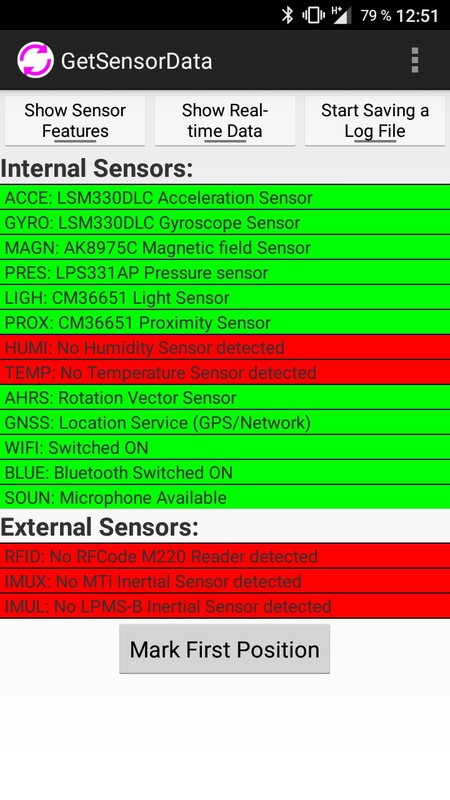 79 % 12:51
GetSensorData
Show Sensor
Features
Show Real-
time Data
Start Saving a
Log File
Internal Sensors:
ACCE: LSM330DLC Acceleration Sensor
GYRO: LSM330DLC Gyroscope Sensor
MAGN: AK8975C Magnetic field Sensor
PRES: LPS331AP Pressure sensor
LIGH: CM36651 Light Sensor
PROX: CM36651 Proximity Sensor
HUMI: No Humidity Sensor detected
TEMP: No Temperature Sensor detected
AHRS: Rotation Vector Sensor
GNSS: Location Service (GPS/Network)
WIFI: Switched ON
BLUE: Bluetooth Switched ON
SOUN: Microphone Available
External Sensors:
RFID: No RFCode M220 Reader detected
IMUX: No MTi Inertial Sensor detected
IMUL: No LPMS-B Inertial Sensor detected
Mark First Position